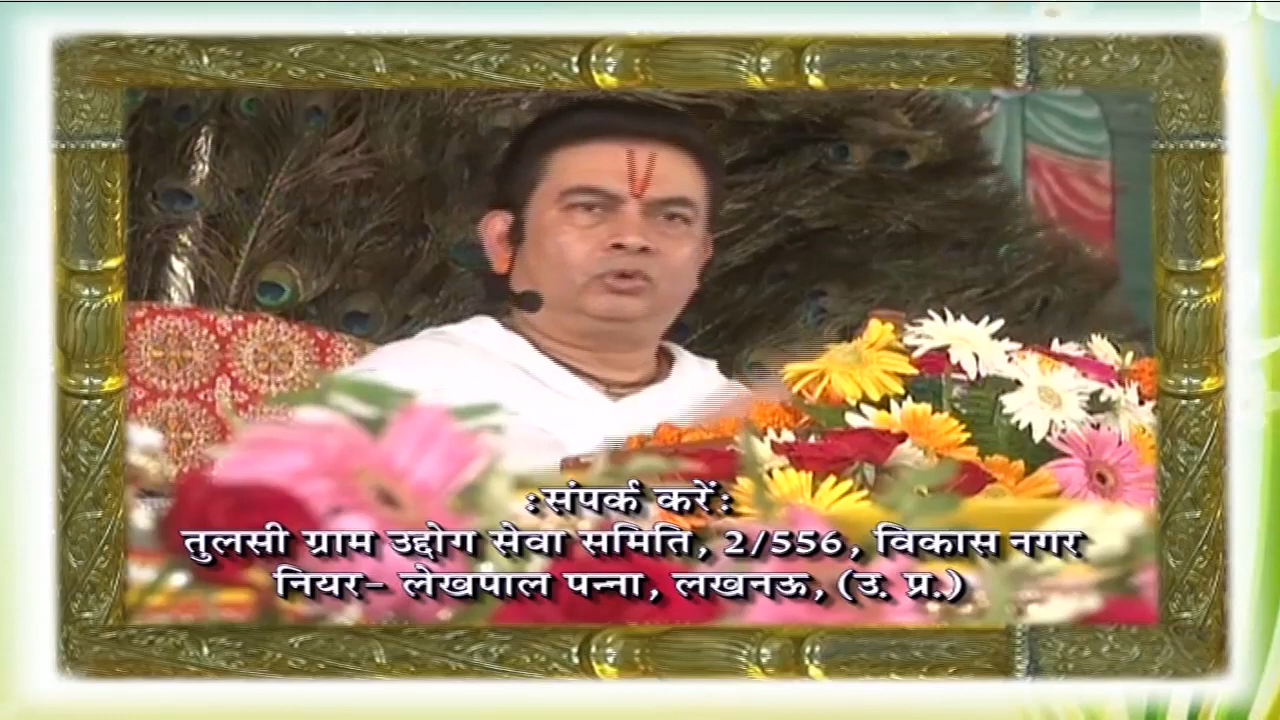 :संपर्क करें:
तुलसी ग्राम उद्दोग सेवा समिति, 2/556, विकास नगर
नियर- लेखपाल पन्ना, लखनऊ, (उ. प्र.)